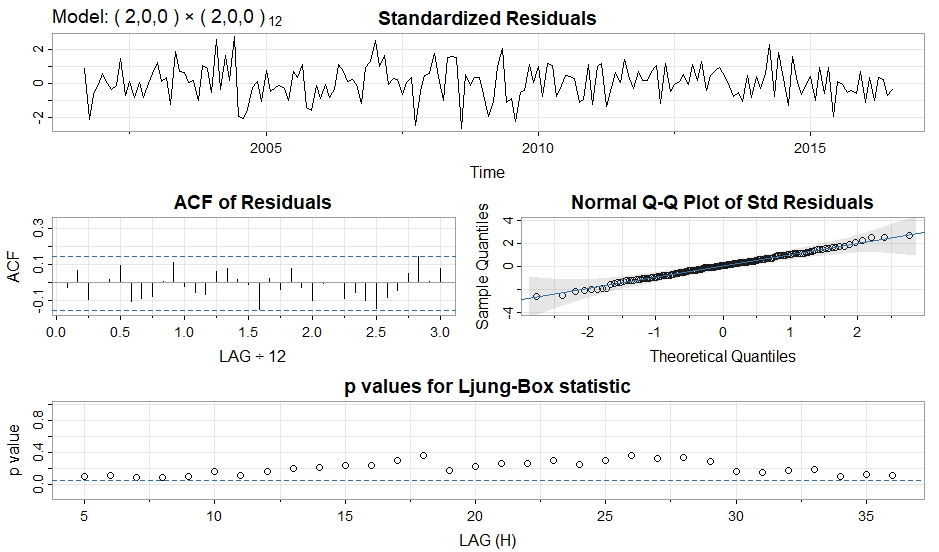 Model: ( 2,0,0 ) × ( 2,0,0 ) 12
Standardized Residuals
2
0
-2
2005 2010 2015
Time
ACF of Residuals
ACF
0.3
0.1
-0.1
0.0 0.5 1.0 1.5 2.0 2.5 3.0
LAG ÷ 12
Normal Q-Q Plot of Std Residuals
Sample Quantiles
4
2
0
-4
-2 -1 0 1 2
Theoretical Quantiles
p values for Ljung-Box statistic
p value
0.8
0.4
0.0
5 10 15 20 25 30 35
LAG (H)